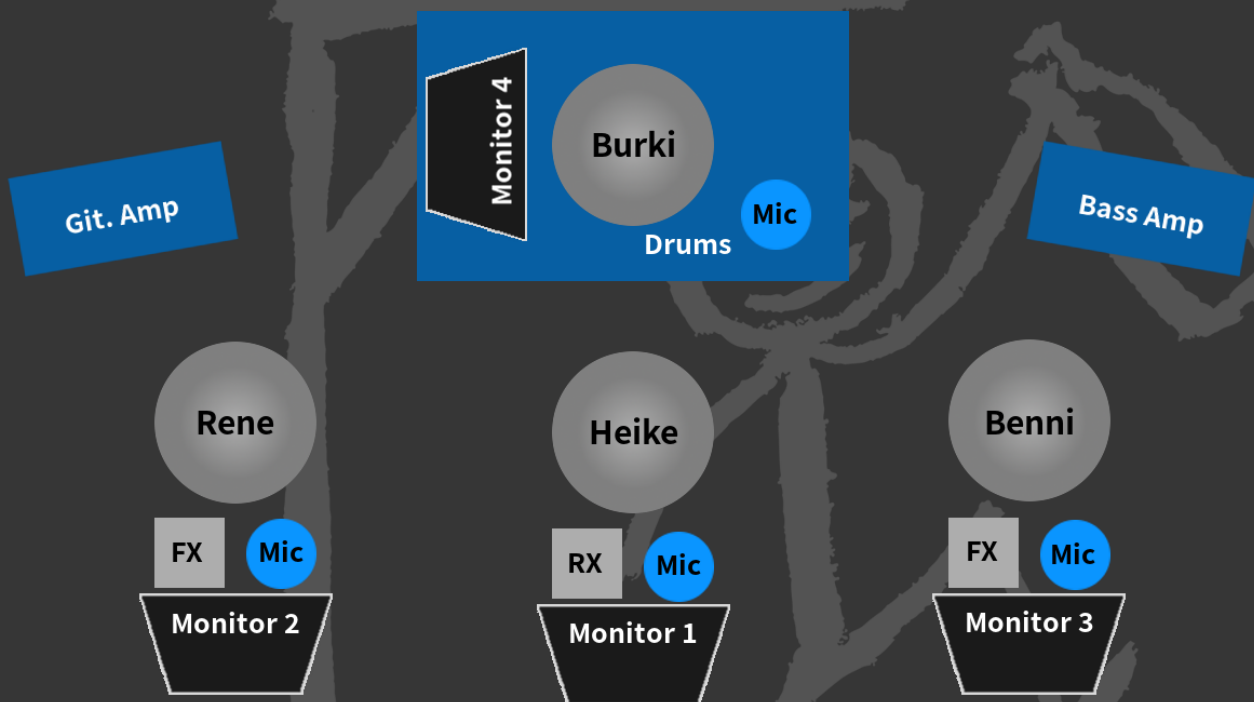 Monitor 4
Burki
Mic
Drums
Git. Amp
Bass Amp
Rene
Heike
Benni
FX
Mic
RX
Mic
FX
Mic
Monitor 2
Monitor 1
Monitor 3